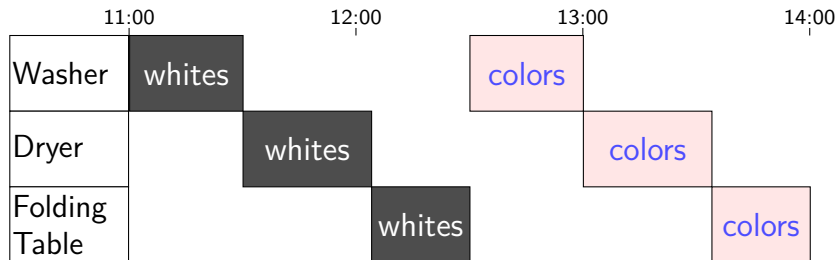 11:00 12:00 13:00 14:00
Washer whites colors
Dryer whites colors
Folding
Table whites colors